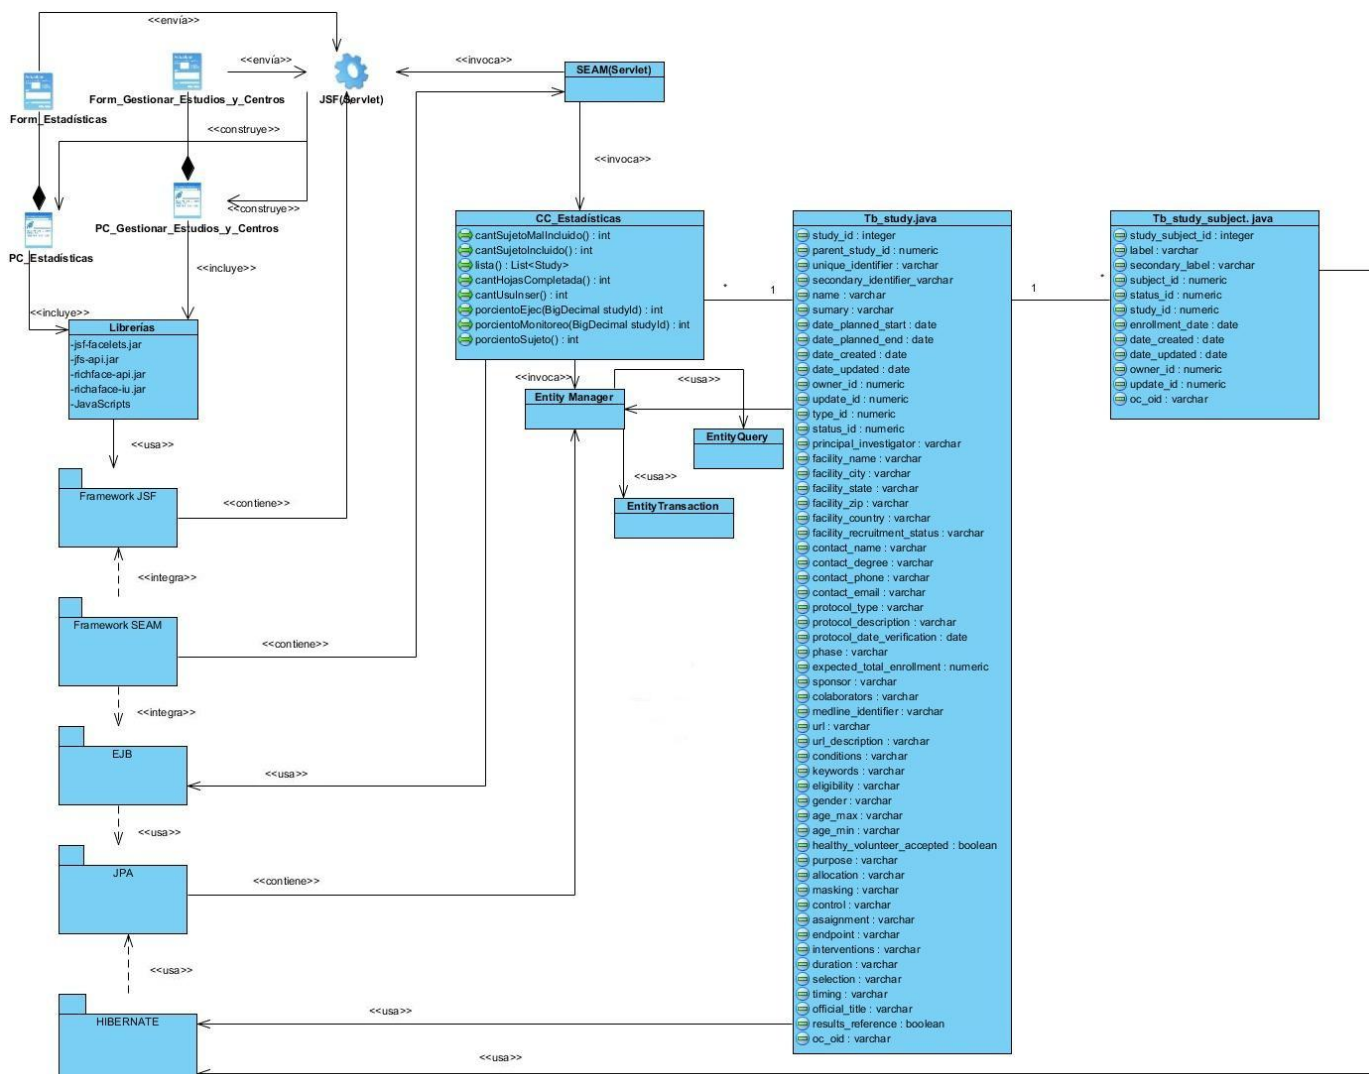 <<envía>>
<<envía>>
<<invoca>>
SEAM(Servlet)
Form_Gestionar_Estudios_y_Centros
JSF(Servlet)
Form_Estadísticas
<<construye>>
<<invoca>>
<<construye>>
PC_Gestionar_Estudios_y_Centros
PC_Estadísticas
<<incluye>>
<<incluye>>
Librerías
-jsf-facelets.jar
-jfs-api.jar
-richface-api.jar
-richaface-iu.jar
-JavaScripts
<<usa>>
Framework JSF
<<contiene>>
<<integra>>
Framework SEAM
<<contiene>>
<<integra>>
EJB
<<usa>>
<<usa>>
JPA
<<contiene>>
<<usa>>
HIBERNATE
<<usa>>
<<usa>>
CC_Estadísticas
cantSujetoMalIncluido() : int
cantSujetoIncluido() : int
lista() : List<Study>
cantHojasCompletada() : int
cantUsuInser() : int
porcientoEjec(BigDecimal studyId) : int
porcientoMonitoreo(BigDecimal studyId) : int
porcientoSujeto() : int
<<invoca>>
<<usa>>
Entity Manager
EntityQuery
<<usa>>
EntityTransaction
*
1
Tb_study.java
study_id : integer
parent_study_id : numeric
unique_identifier : varchar
secondary_identifier_varchar
name : varchar
sumary : varchar
date_planned_start : date
date_planned_end : date
date_created : date
date_updated : date
owner_id : numeric
update_id : numeric
type_id : numeric
status_id : numeric
principal_investigator : varchar
facility_name : varchar
facility_city : varchar
facility_state : varchar
facility_zip : varchar
facility_country : varchar
facility_recruitment_status : varchar
contact_name : varchar
contact_degree : varchar
contact_phone : varchar
contact_email : varchar
protocol_type : varchar
protocol_description : varchar
protocol_date_verification : date
phase : varchar
expected_total_enrollment : numeric
sponsor : varchar
colaborators : varchar
medline_identifier : varchar
url : varchar
url_description : varchar
conditions : varchar
keywords : varchar
eligibility : varchar
gender : varchar
age_max : varchar
age_min : varchar
healthy_volunteer_accepted : boolean
purpose : varchar
allocation : varchar
masking : varchar
control : varchar
asaignment : varchar
endpoint : varchar
interventions : varchar
duration : varchar
selection : varchar
timing : varchar
official_title : varchar
results_reference : boolean
oc_oid : varchar
1
*
Tb_study_subject. java
study_subject_id : integer
label : varchar
secondary_label : varchar
subject_id : numeric
status_id : numeric
study_id : numeric
enrollment_date : date
date_created : date
date_updated : date
owner_id : numeric
update_id : numeric
oc_oid : varchar